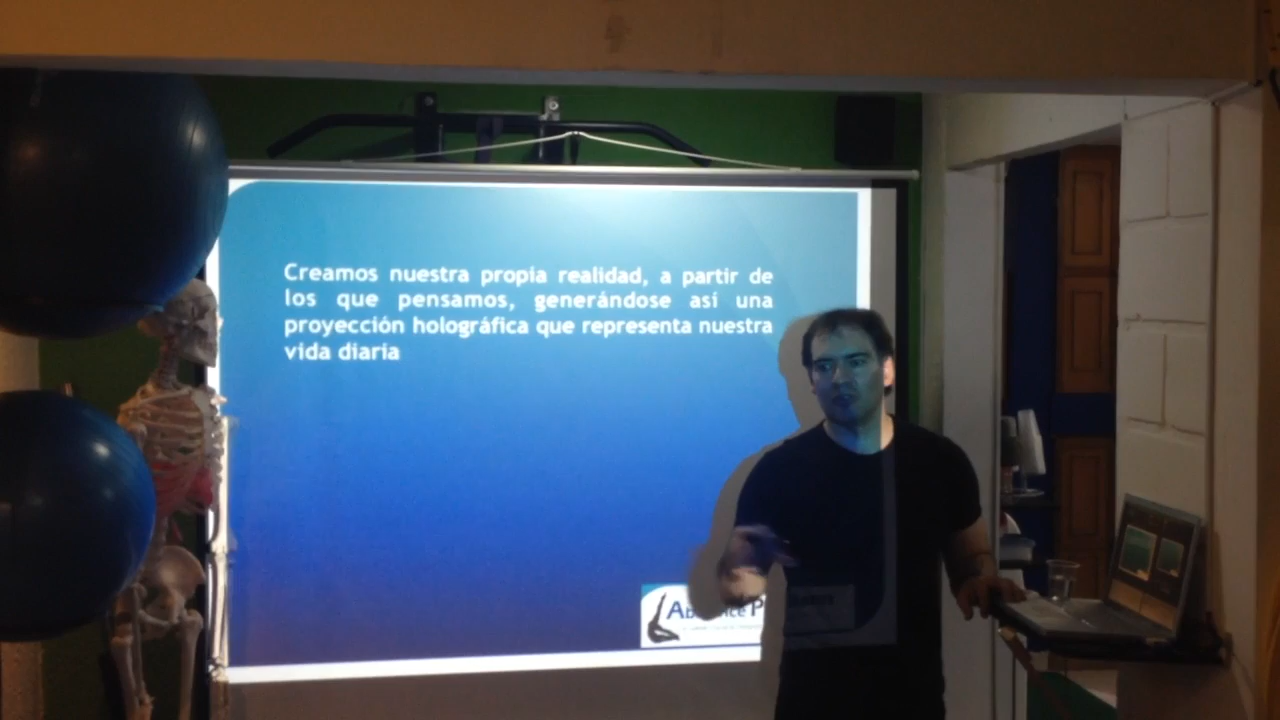 Creamos nuestra propia realidad, a partir de
los que pensamos, generándose así una
proyección holográfica que representa nuestra
vida diaria